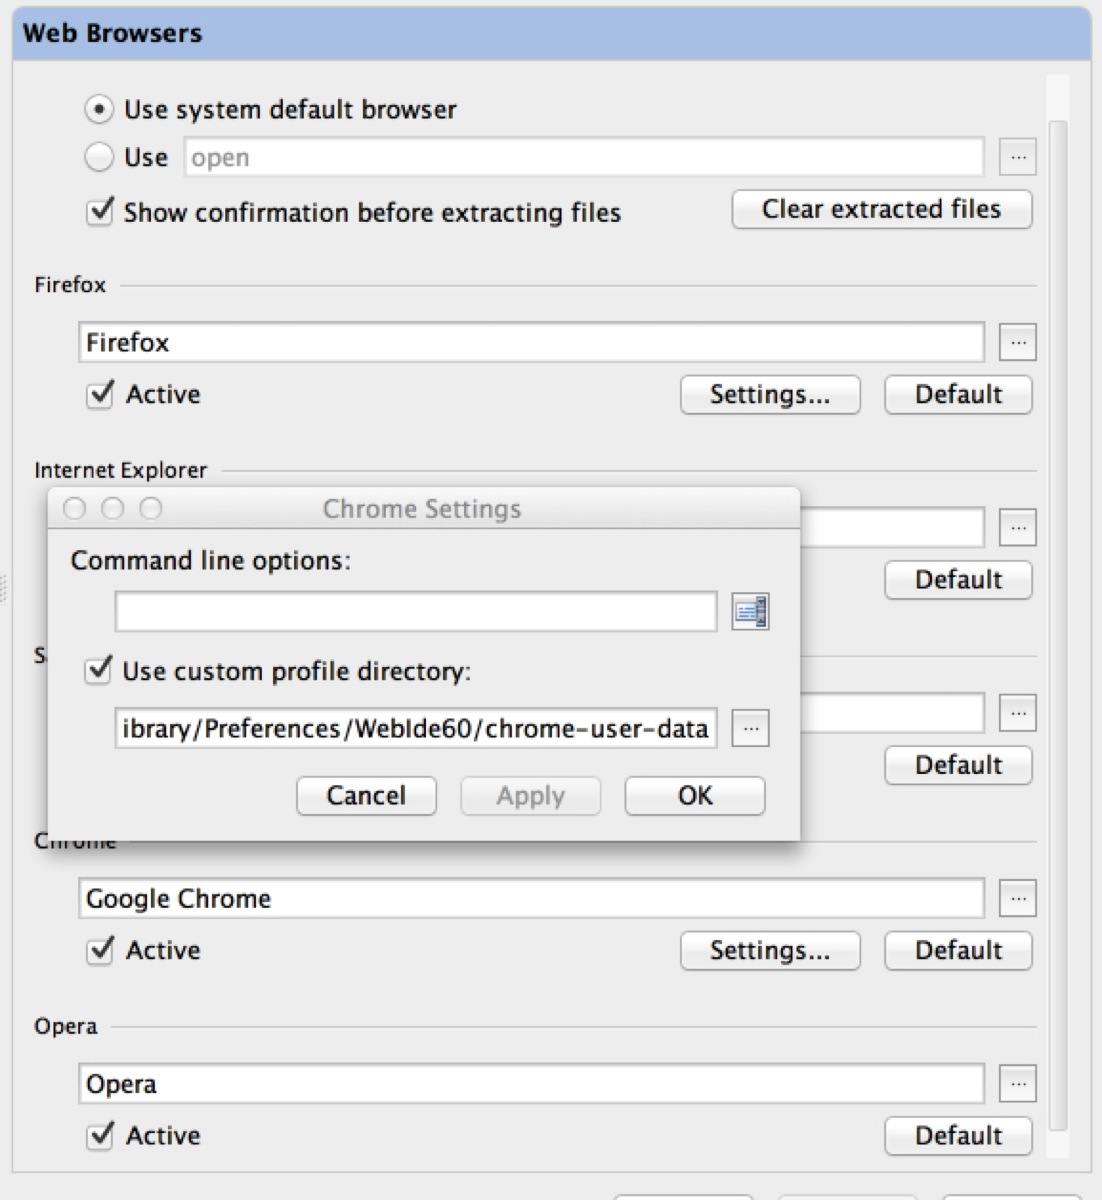 Web Browsers
Use system default browser
Use open ...
Show confirmation before extracting files Clear extracted files
Firefox
Firefox ...
Active Settings... Default
Internet Explorer
...
Default
Chrome Settings
Command line options:
Use custom profile directory:
ibrary/Preferences/WebIde60/chrome-user-data ...
Cancel Apply OK
...
Default
Chrome
Google Chrome ...
Active Settings... Default
Opera
Opera ...
Active Default